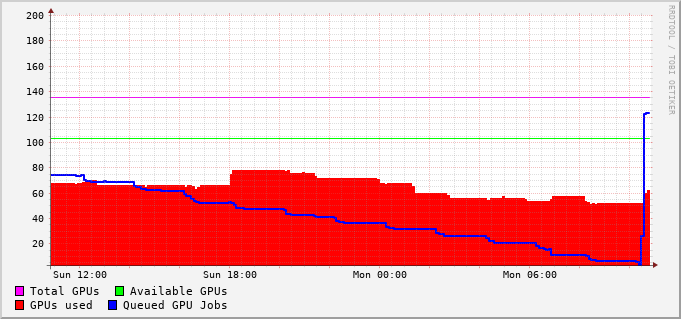 200
180
160
140
120
100
80
60
40
20
Sun 12:00 Sun 18:00 Mon 00:00 Mon 06:00
Total GPUs Available GPUs
GPUs used Queued GPU Jobs
RRDTOOL / TOBI OETIKER